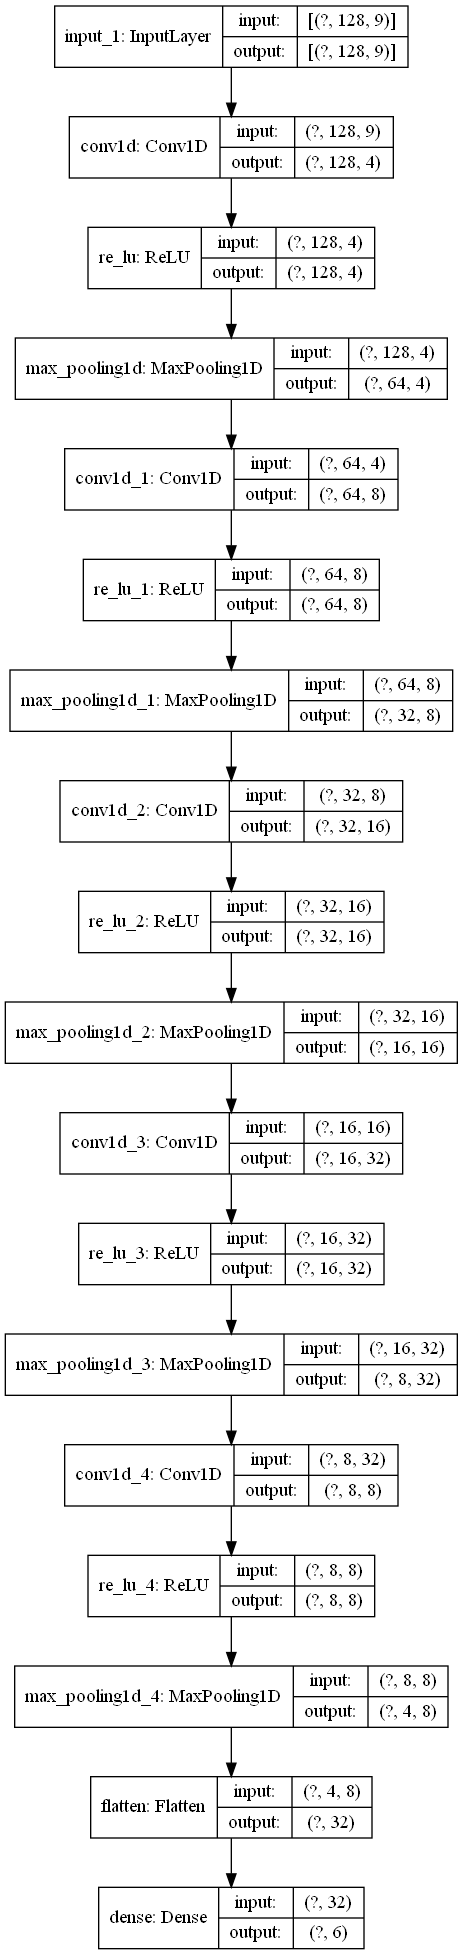 input_1: InputLayer
input: [(?, 128, 9)]
output: [(?, 128, 9)]
conv1d: Conv1D
input: (?, 128, 9)
output: (?, 128, 4)
re_lu: ReLU
input: (?, 128, 4)
output: (?, 128, 4)
max_pooling1d: MaxPooling1D
input: (?, 128, 4)
output: (?, 64, 4)
conv1d_1: Conv1D
input: (?, 64, 4)
output: (?, 64, 8)
re_lu_1: ReLU
input: (?, 64, 8)
output: (?, 64, 8)
max_pooling1d_1: MaxPooling1D
input: (?, 64, 8)
output: (?, 32, 8)
conv1d_2: Conv1D
input: (?, 32, 8)
output: (?, 32, 16)
re_lu_2: ReLU
input: (?, 32, 16)
output: (?, 32, 16)
max_pooling1d_2: MaxPooling1D
input: (?, 32, 16)
output: (?, 16, 16)
conv1d_3: Conv1D
input: (?, 16, 16)
output: (?, 16, 32)
re_lu_3: ReLU
input: (?, 16, 32)
output: (?, 16, 32)
max_pooling1d_3: MaxPooling1D
input: (?, 16, 32)
output: (?, 8, 32)
conv1d_4: Conv1D
input: (?, 8, 32)
output: (?, 8, 8)
re_lu_4: ReLU
input: (?, 8, 8)
output: (?, 8, 8)
max_pooling1d_4: MaxPooling1D
input: (?, 8, 8)
output: (?, 4, 8)
flatten: Flatten
input: (?, 4, 8)
output: (?, 32)
dense: Dense
input: (?, 32)
output: (?, 6)